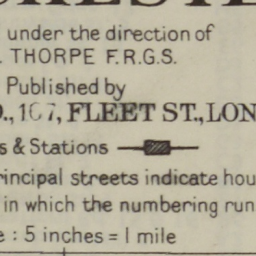 under the direction of
. THORPE F.R.G.S.
Published by
., 167, FLEET ST., LON
s & Stations
rincipal streets indicate hou
in which the numbering run
e : 5 inches = 1 mile